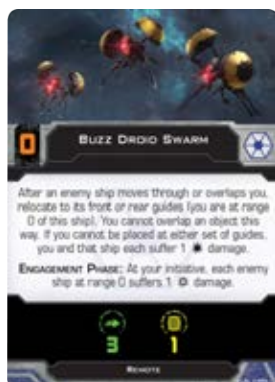 0
BUZZ DROID SWARM
After an enemy ship moves through or overlaps you,
relocate to its front or rear guides (you are at range
0 of this ship). You cannot overlap an object this
way. If you cannot be placed at either set of guides,
you and that ship each suffer 1 damage.
ENGAGEMENT PHASE: At your initiative, each enemy
ship at range 0 suffers 1 damage.
3 1
REMOTE